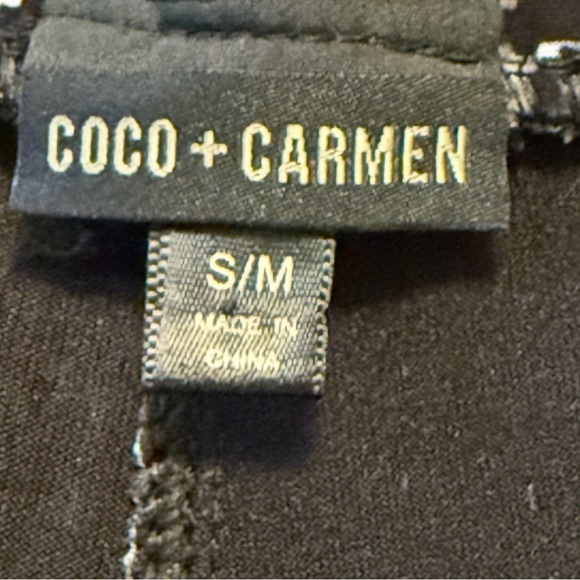 COCO + CARMEN
S/M
MADE IN
CHINA